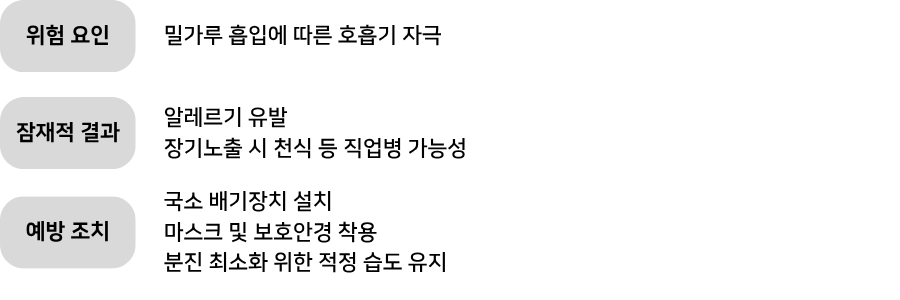 위험 요인
밀가루 흡입에 따른 호흡기 자극
잠재적 결과
알레르기 유발
장기노출 시 천식 등 직업병 가능성
예방 조치
국소 배기장치 설치
마스크 및 보호안경 착용
분진 최소화 위한 적정 습도 유지